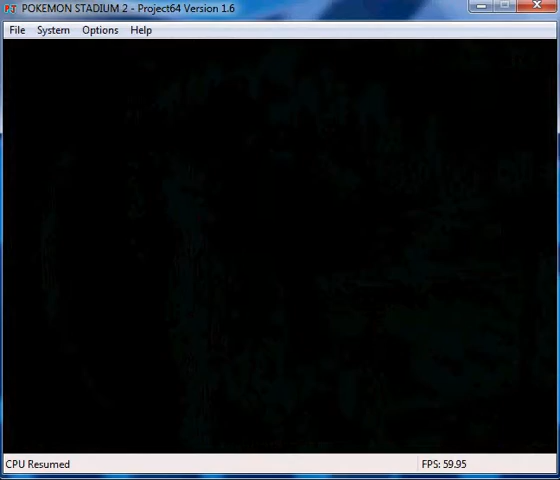 POKEMON STADIUM 2 - Project64 Version 1.6
File System Options Help
CPU Resumed FPS: 59.95